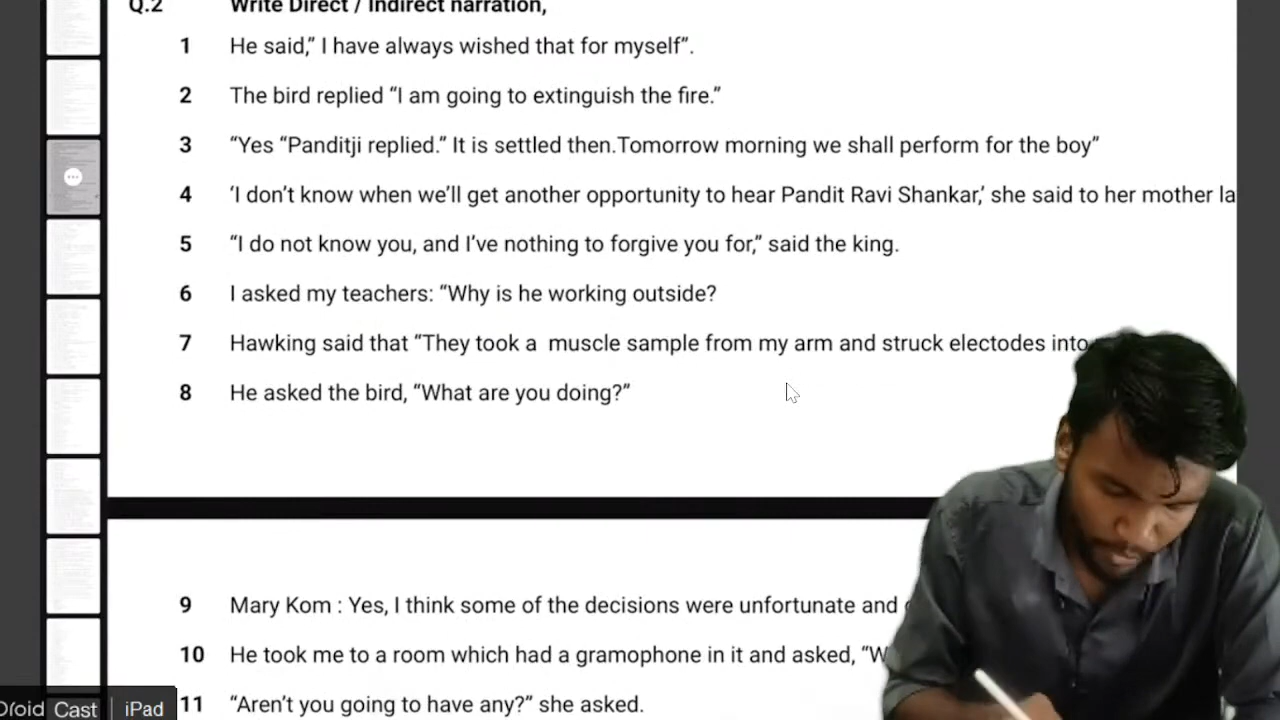 Q.2 Write Direct / Indirect narration,
1 He said,” I have always wished that for myself”.
2 The bird replied “I am going to extinguish the fire.”
3 “Yes “Panditji replied.” It is settled then.Tomorrow morning we shall perform for the boy”
4 ‘I don’t know when we’ll get another opportunity to hear Pandit Ravi Shankar,’ she said to her mother la
5 “I do not know you, and I’ve nothing to forgive you for,” said the king.
6 I asked my teachers: “Why is he working outside?
7 Hawking said that “They took a muscle sample from my arm and struck electodes into
8 He asked the bird, “What are you doing?”
9 Mary Kom : Yes, I think some of the decisions were unfortunate and
10 He took me to a room which had a gramophone in it and asked, “W
11 “Aren’t you going to have any?” she asked.
Droid Cast iPad